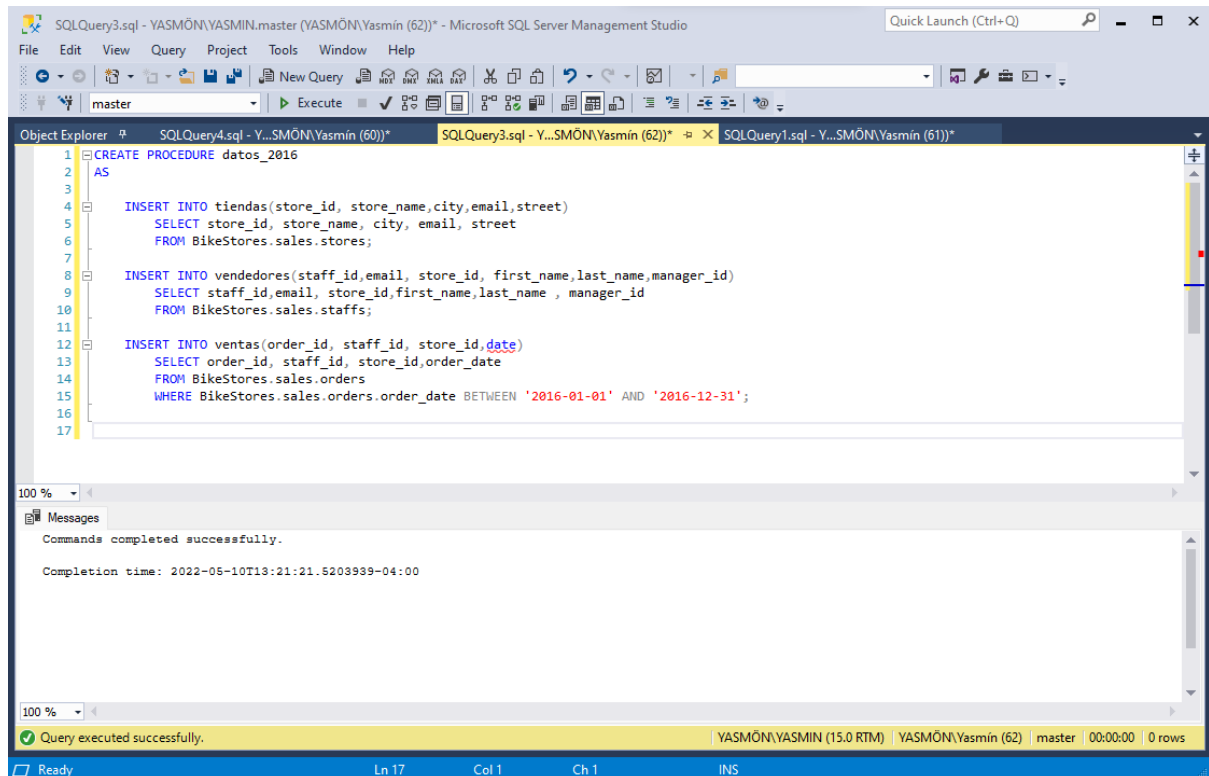 SQLQuery3.sql - YASMÖN\YASMIN.master (YASMÖN\Yasmín (62))* - Microsoft SQL Server Management Studio
Quick Launch (Ctrl+Q)
File Edit View Query Project Tools Window Help
New Query MDX DMX XMLA DAX
master Execute
Object Explorer SQLQuery4.sql - Y...SMÖN\Yasmín (60))* SQLQuery3.sql - Y...SMÖN\Yasmín (62))* SQLQuery1.sql - Y...SMÖN\Yasmín (61))*
1 CREATE PROCEDURE datos_2016
2 AS
3
4 INSERT INTO tiendas(store_id, store_name,city,email,street)
5 SELECT store_id, store_name, city, email, street
6 FROM BikeStores.sales.stores;
7
8 INSERT INTO vendedores(staff_id,email, store_id, first_name,last_name,manager_id)
9 SELECT staff_id,email, store_id,first_name,last_name , manager_id
10 FROM BikeStores.sales.staffs;
11
12 INSERT INTO ventas(order_id, staff_id, store_id,date)
13 SELECT order_id, staff_id, store_id,order_date
14 FROM BikeStores.sales.orders
15 WHERE BikeStores.sales.orders.order_date BETWEEN '2016-01-01' AND '2016-12-31';
16
17
100 %
Messages
Commands completed successfully.
Completion time: 2022-05-10T13:21:21.5203939-04:00
100 %
Query executed successfully. YASMÖN\YASMIN (15.0 RTM) YASMÖN\Yasmín (62) master 00:00:00 0 rows
Ready Ln 17 Col 1 Ch 1 INS